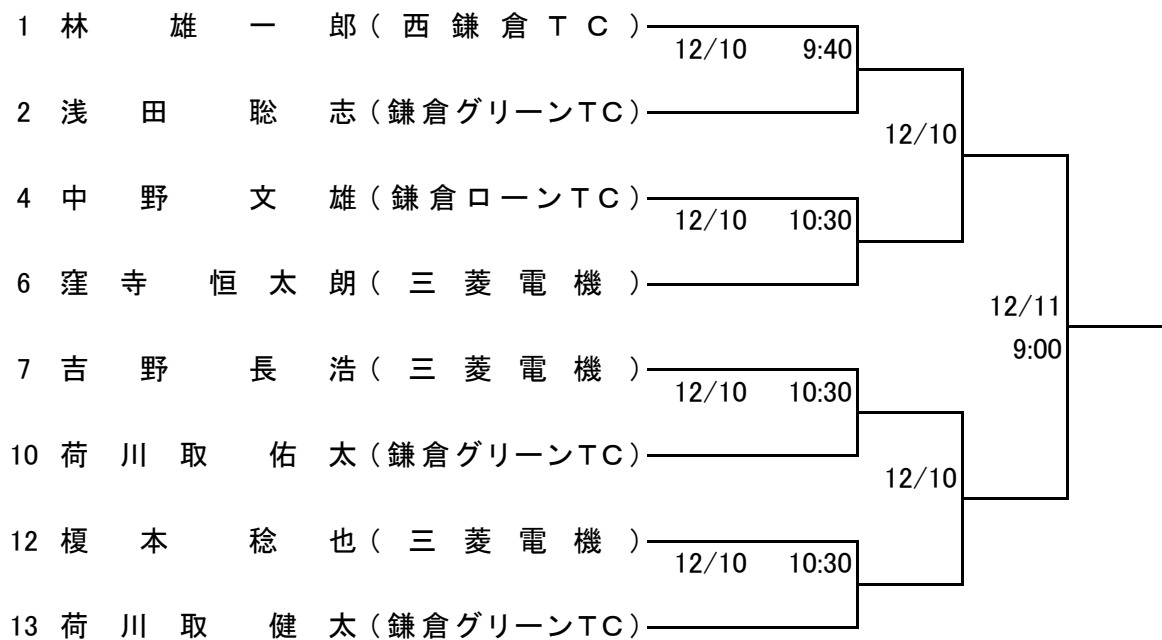 1 林 雄一郎（西鎌倉ＴＣ）
12/10 9:40
2 浅田 聡志（鎌倉グリーンＴＣ）
12/10
4 中野 文雄（鎌倉ローンＴＣ）
12/10 10:30
6 窪寺 恒太朗（三菱電機）
12/11
9:00
7 吉野 長浩（三菱電機）
12/10 10:30
10 荷川取 佑太（鎌倉グリーンＴＣ）
12/10
12 榎本 稔也（三菱電機）
12/10 10:30
13 荷川取 健太（鎌倉グリーンＴＣ）